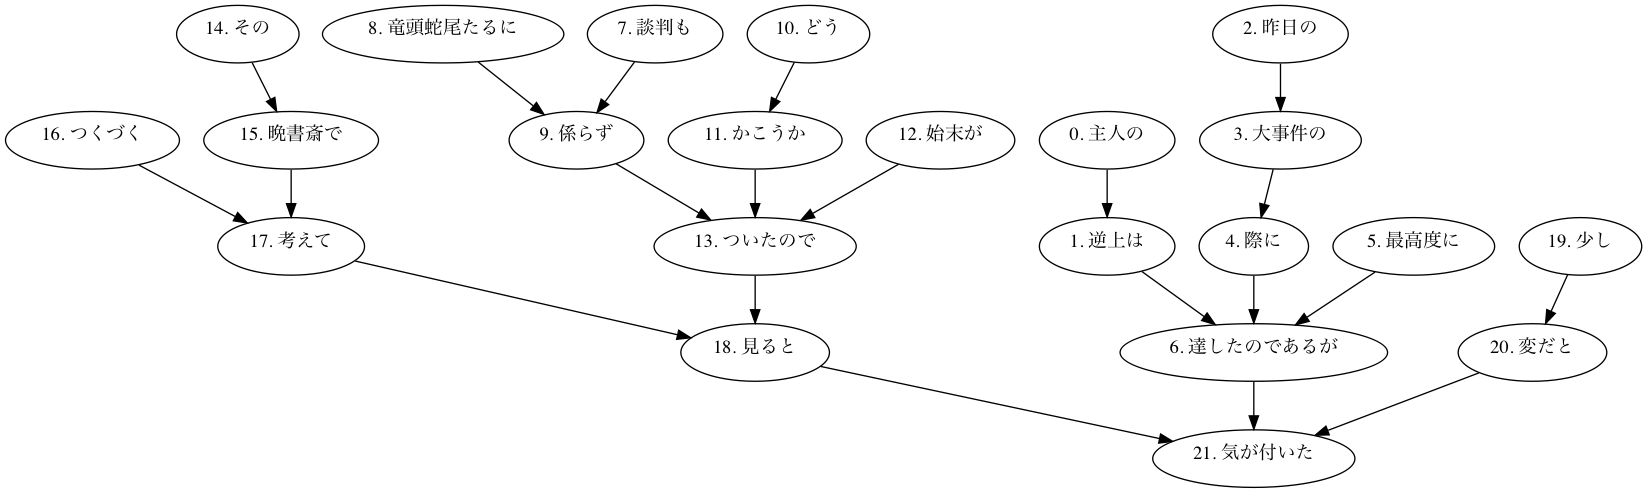 14. その
8. 竜頭蛇尾たるに
7. 談判も
10. どう
2. 昨日の
16. つくづく
15. 晩書斎で
9. 係らず
11. かこうか
12. 始末が
0. 主人の
3. 大事件の
17. 考えて
13. ついたので
1. 逆上は
4. 際に
5. 最高度に
19. 少し
18. 見ると
6. 達したのであるが
20. 変だと
21. 気が付いた